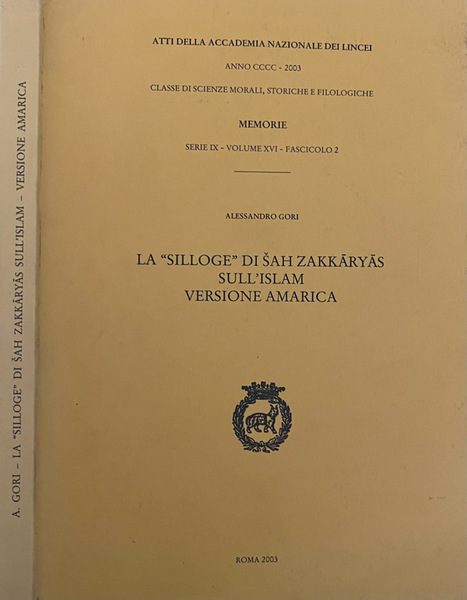 A. GORI – LA “SILLOGE” DI ŠAH ZAKKĀRYĀS SULL'ISLAM – VERSIONE AMARICA
ATTI DELLA ACCADEMIA NAZIONALE DEI LINCEI
ANNO CCCC - 2003
CLASSE DI SCIENZE MORALI, STORICHE E FILOLOGICHE
MEMORIE
SERIE IX - VOLUME XVI - FASCICOLO 2
ALESSANDRO GORI
LA “SILLOGE” DI ŠAH ZAKKĀRYĀS
SULL'ISLAM
VERSIONE AMARICA
ROMA 2003